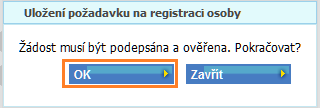 Uložení požadavku na registraci osoby
Žádost musí být podepsána a ověřena. Pokračovat?
OK Zavřít